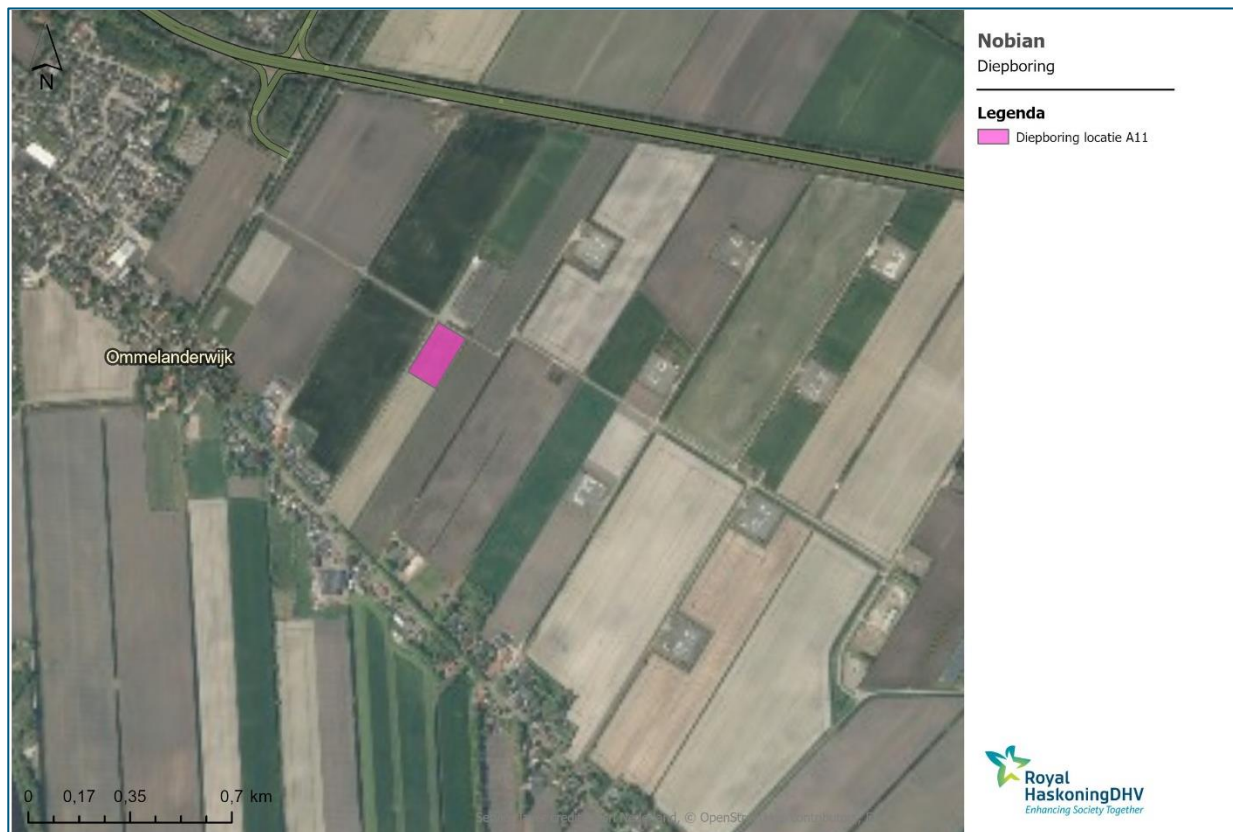 N
Ommelanderwijk
0 0,17 0,35 0,7 km
OpenSt
Nobian
Diepboring
Legenda
Diepboring locatie A11
Royal
HaskoningDHV
Enhancing Society Together